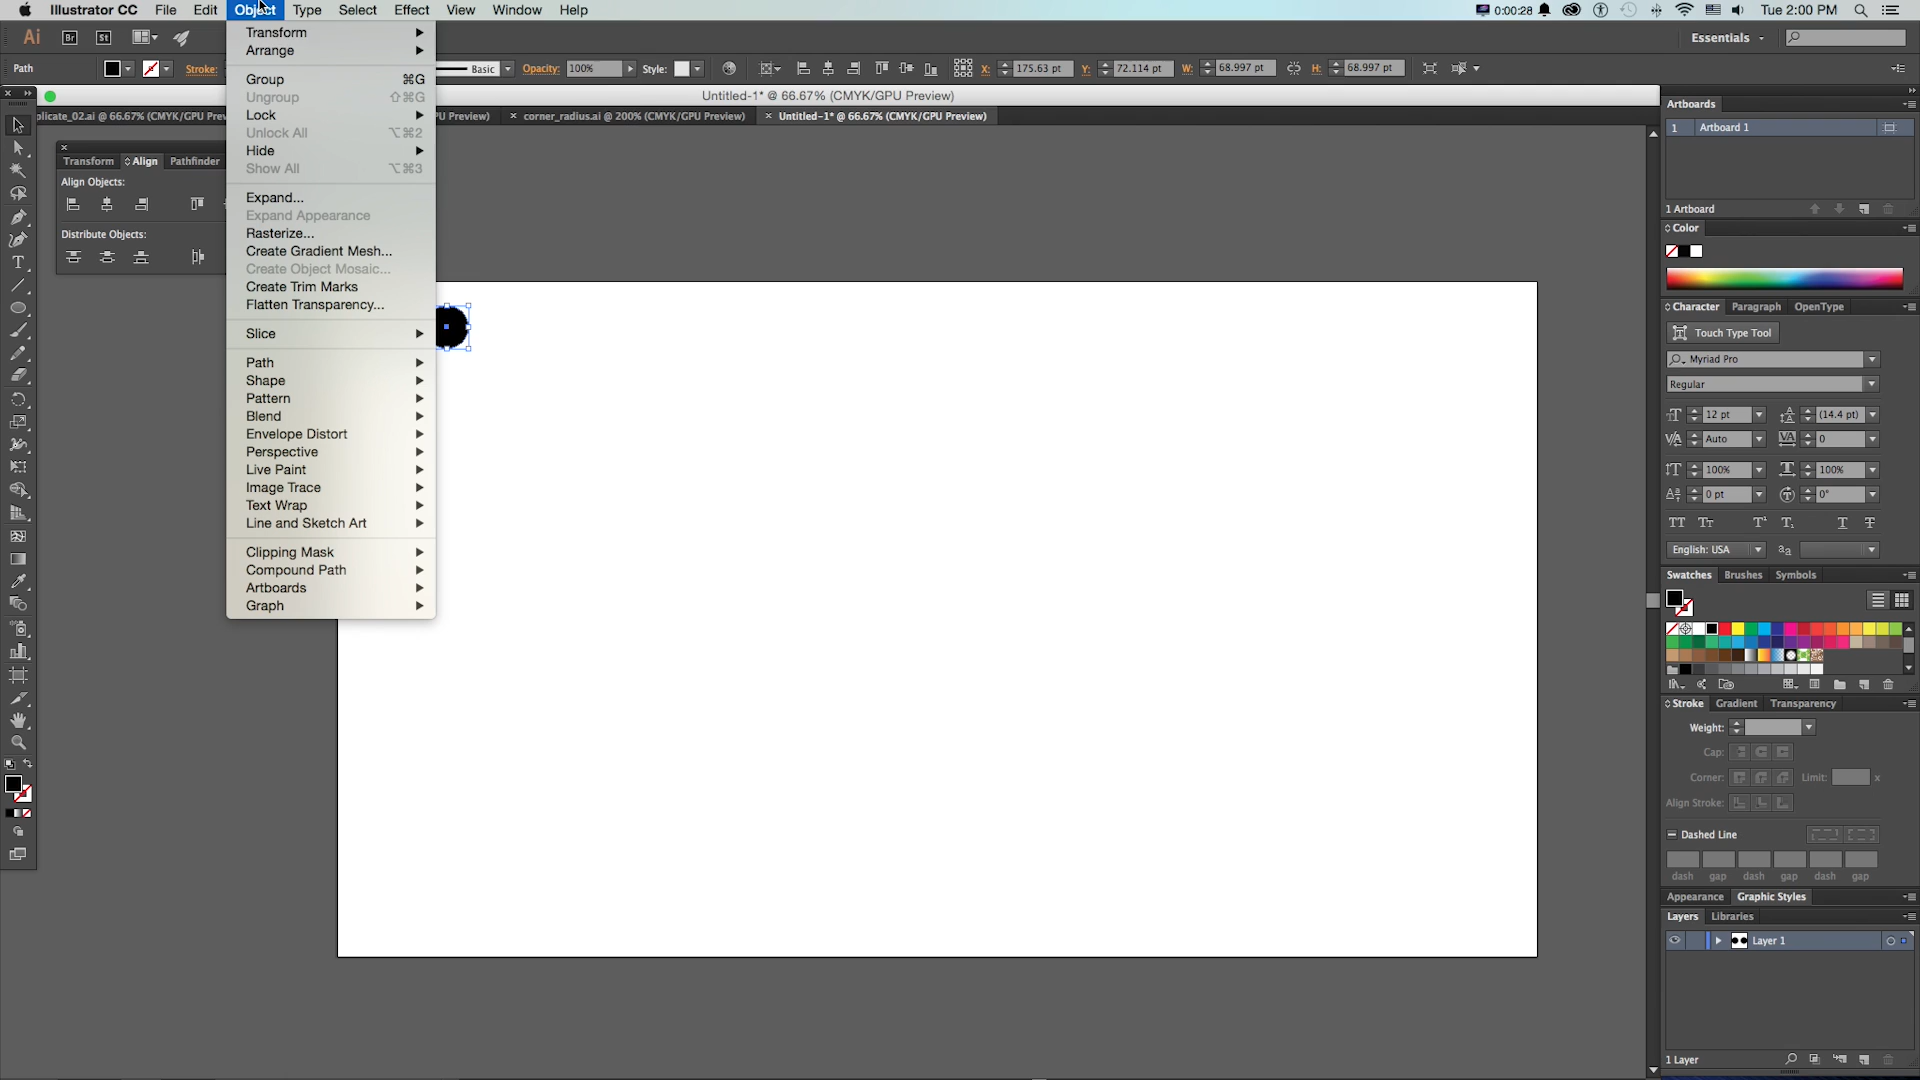 Illustrator CC File Edit Object Type Select Effect View Window Help 0:00:28 Tue 2:00 PM
Ai Br St Essentials
Path Stroke: Basic Opacity: 100% Style: X: 175.63 pt Y: 72.114 pt W: 68.997 pt H: 68.997 pt
Untitled-1* @ 66.67% (CMYK/GPU Preview)
plicate_02.ai @ 66.67% (CMYK/GPU Prev PU Preview) × corner_radius.ai @ 200% (CMYK/GPU Preview) × Untitled-1* @ 66.67% (CMYK/GPU Preview)
Transform Align Pathfinder
Align Objects:
Distribute Objects:
Transform
Arrange
Group ⌘G
Ungroup ⇧⌘G
Lock
Unlock All ⌥⌘2
Hide
Show All ⌥⌘3
Expand...
Expand Appearance
Rasterize...
Create Gradient Mesh...
Create Object Mosaic...
Create Trim Marks
Flatten Transparency...
Slice
Path
Shape
Pattern
Blend
Envelope Distort
Perspective
Live Paint
Image Trace
Text Wrap
Line and Sketch Art
Clipping Mask
Compound Path
Artboards
Graph
Artboards
1 Artboard 1
1 Artboard
Color
Character Paragraph OpenType
Touch Type Tool
Myriad Pro
Regular
12 pt (14.4 pt)
Auto 0
100% 100%
0 pt 0°
English: USA
Swatches Brushes Symbols
Stroke Gradient Transparency
Weight:
Cap:
Corner: Limit: x
Align Stroke:
Dashed Line
dash gap dash gap dash gap
Appearance Graphic Styles
Layers Libraries
Layer 1
1 Layer